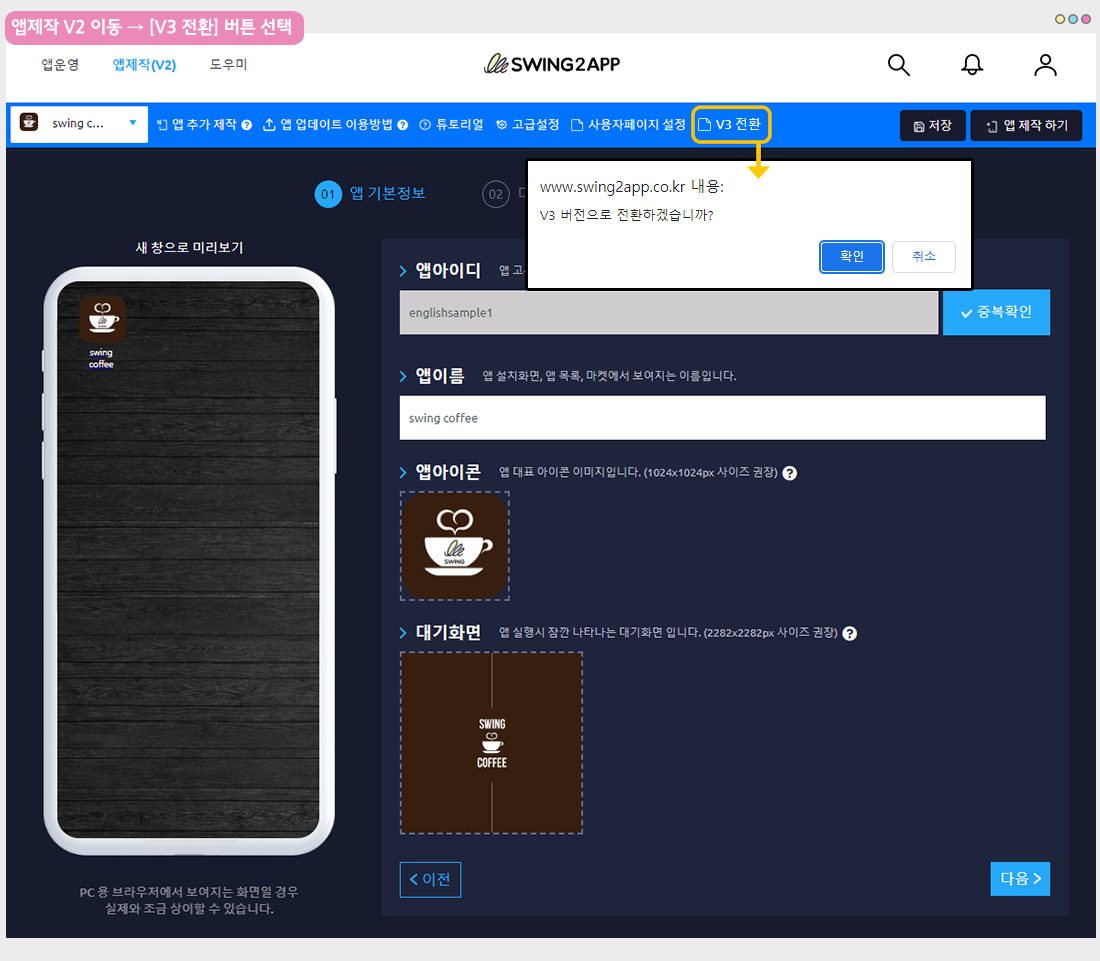 앱제작 V2 이동 → [V3 전환] 버튼 선택
앱운영 앱제작(V2) 도우미
SWING2APP
swing c... 앱 추가 제작 ? 앱 업데이트 이용방법 ? 튜토리얼 고급설정 사용자페이지 설정 V3 전환 저장 앱 제작 하기
01 앱 기본정보 02
www.swing2app.co.kr 내용:
V3 버전으로 전환하겠습니까?
확인 취소
새 창으로 미리보기
swing
coffee
앱아이디 앱 고
englishsample1 중복확인
앱이름 앱 설치화면, 앱 목록, 마켓에서 보여지는 이름입니다.
swing coffee
앱아이콘 앱 대표 아이콘 이미지입니다. (1024x1024px 사이즈 권장) ?
SWING
대기화면 앱 실행시 잠깐 나타나는 대기화면 입니다. (2282x2282px 사이즈 권장) ?
SWING
COFFEE
이전 다음
PC 용 브라우저에서 보여지는 화면일 경우
실제와 조금 상이할 수 있습니다.